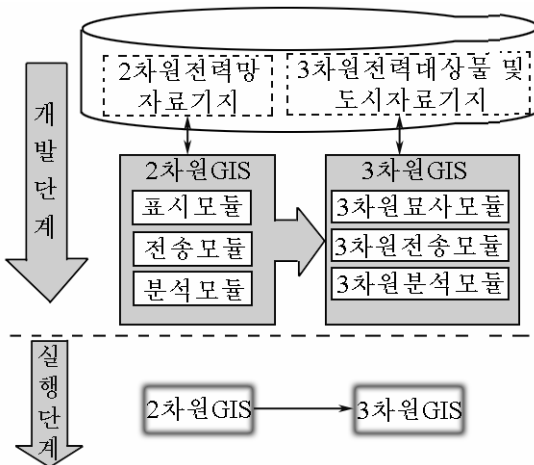 2차원전력망
자료기지
3차원전력대상물 및
도시자료기지
개발단계
2차원GIS
표시모듈
전송모듈
분석모듈
3차원GIS
3차원묘사모듈
3차원전송모듈
3차원분석모듈
실행단계
2차원GIS
3차원GIS